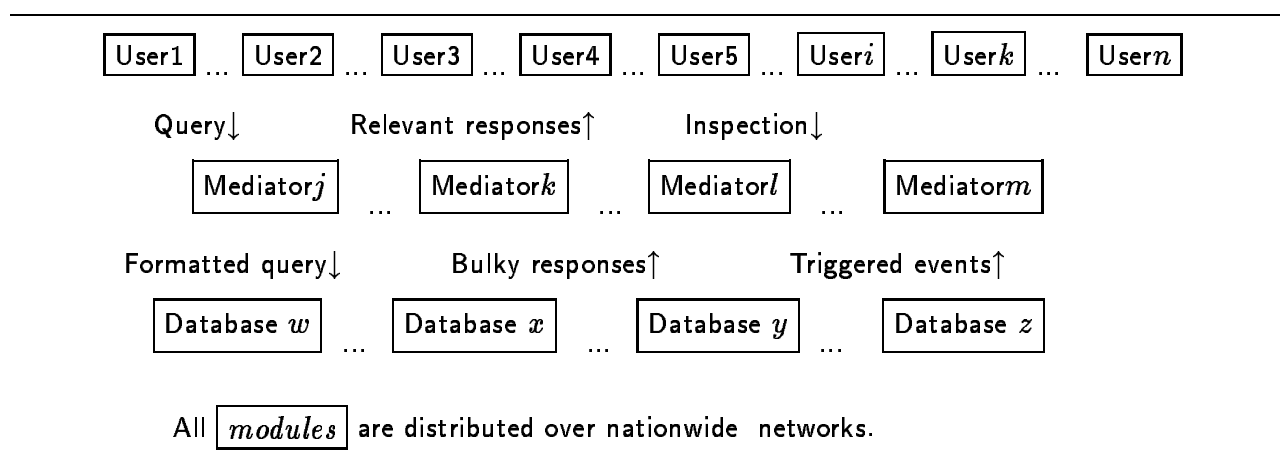 User1 ... User2 ... User3 ... User4 ... User5 ... Useri ... Userk ... Usern
Query↓ Relevant responses↑ Inspection↓
Mediatorj ... Mediatork ... Mediatorl ... Mediatorm
Formatted query↓ Bulky responses↑ Triggered events↑
Database w ... Database x ... Database y ... Database z
All modules are distributed over nationwide networks.